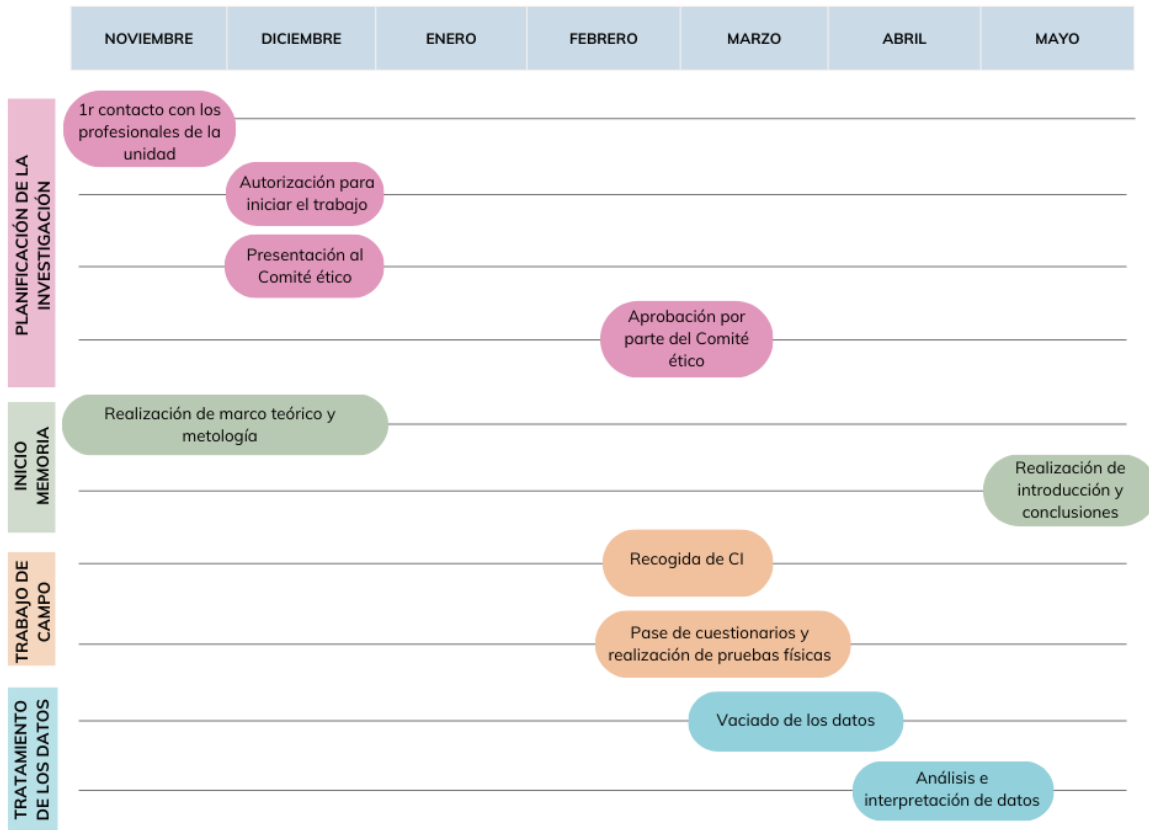 NOVIEMBRE DICIEMBRE ENERO FEBRERO MARZO ABRIL MAYO
PLANIFICACIÓN DE LA
INVESTIGACIÓN
1r contacto con los
profesionales de la
unidad
Autorización para
iniciar el trabajo
Presentación al
Comité ético
Aprobación por
parte del Comité
ético
INICIO
MEMORIA
Realización de marco teórico y
metología
Realización de
introducción y
conclusiones
TRABAJO DE
CAMPO
Recogida de CI
Pase de cuestionarios y
realización de pruebas físicas
TRATAMIENTO
DE LOS DATOS
Vaciado de los datos
Análisis e
interpretación de datos